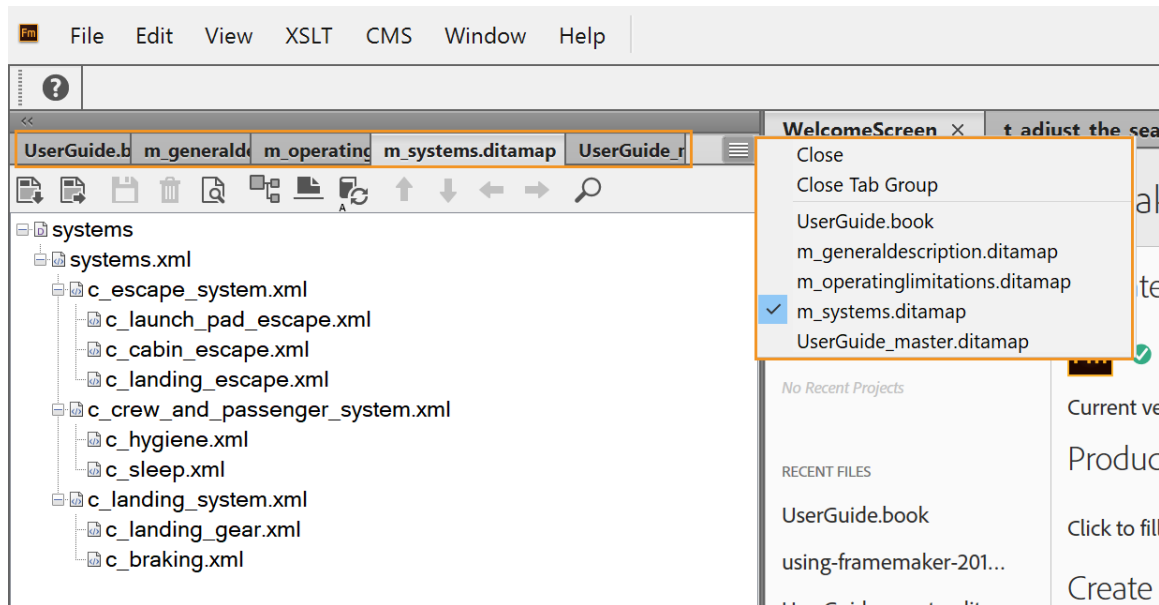 Fm File Edit View XSLT CMS Window Help
?
<<
UserGuide.b m_generalde m_operating m_systems.ditamap UserGuide_r
WelcomeScreen × t_adjust_the_sea
Close
Close Tab Group
UserGuide.book
m_generaldescription.ditamap
m_operatinglimitations.ditamap
✓ m_systems.ditamap
UserGuide_master.ditamap
A
systems
systems.xml
c_escape_system.xml
c_launch_pad_escape.xml
c_cabin_escape.xml
c_landing_escape.xml
c_crew_and_passenger_system.xml
c_hygiene.xml
c_sleep.xml
c_landing_system.xml
c_landing_gear.xml
c_braking.xml
No Recent Projects
RECENT FILES
UserGuide.book
using-framemaker-201...
Current ve
Produc
Click to fil
Create